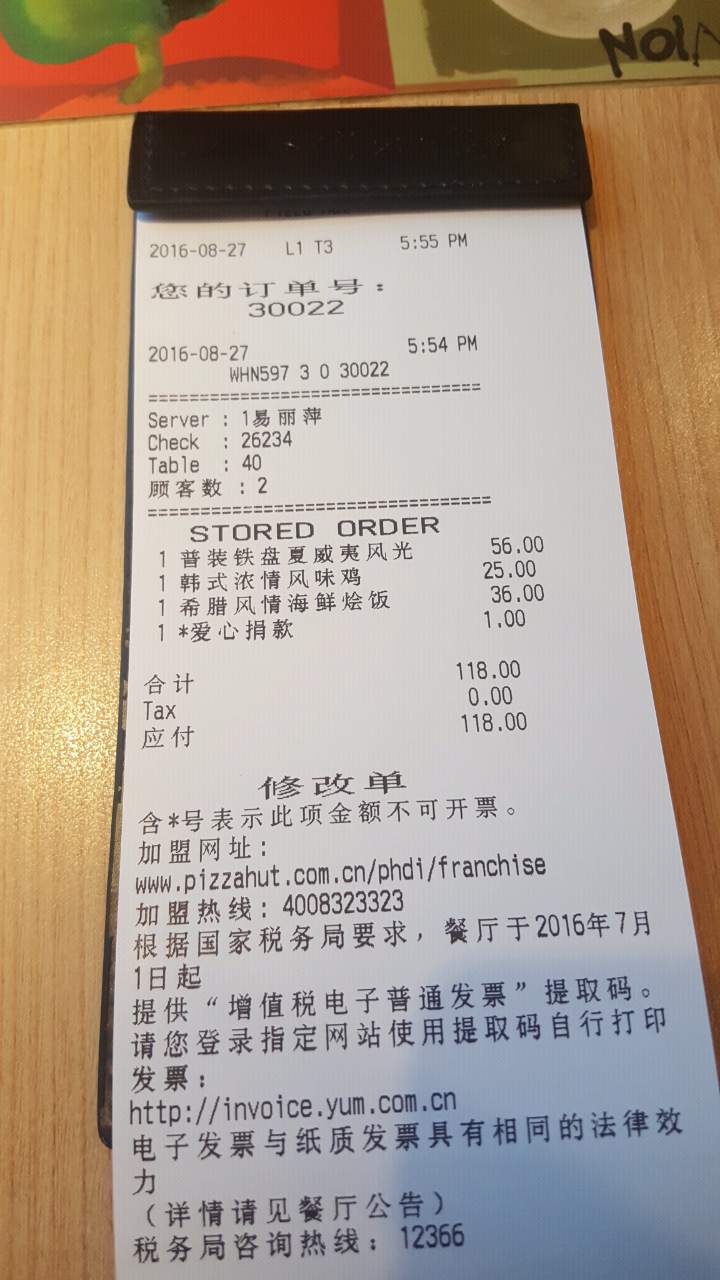 NOI
2016-08-27 L1 T3 5:55 PM
您的订单号：
30022
2016-08-27 5:54 PM
WHN597 3 0 30022
================================
Server : 1易丽萍
Check : 26234
Table : 40
顾客数 : 2
================================
STORED ORDER
1 普装铁盘夏威夷风光 56.00
1 韩式浓情风味鸡 25.00
1 希腊风情海鲜烩饭 36.00
1 *爱心捐款 1.00
合计 118.00
Tax 0.00
应付 118.00
修改单
含*号表示此项金额不可开票。
加盟网址：
www.pizzahut.com.cn/phdi/franchise
加盟热线：4008323323
根据国家税务局要求，餐厅于2016年7月
1日起
提供“增值税电子普通发票”提取码。
请您登录指定网站使用提取码自行打印
发票：
http://invoice.yum.com.cn
电子发票与纸质发票具有相同的法律效
力
（详情请见餐厅公告）
税务局咨询热线：12366